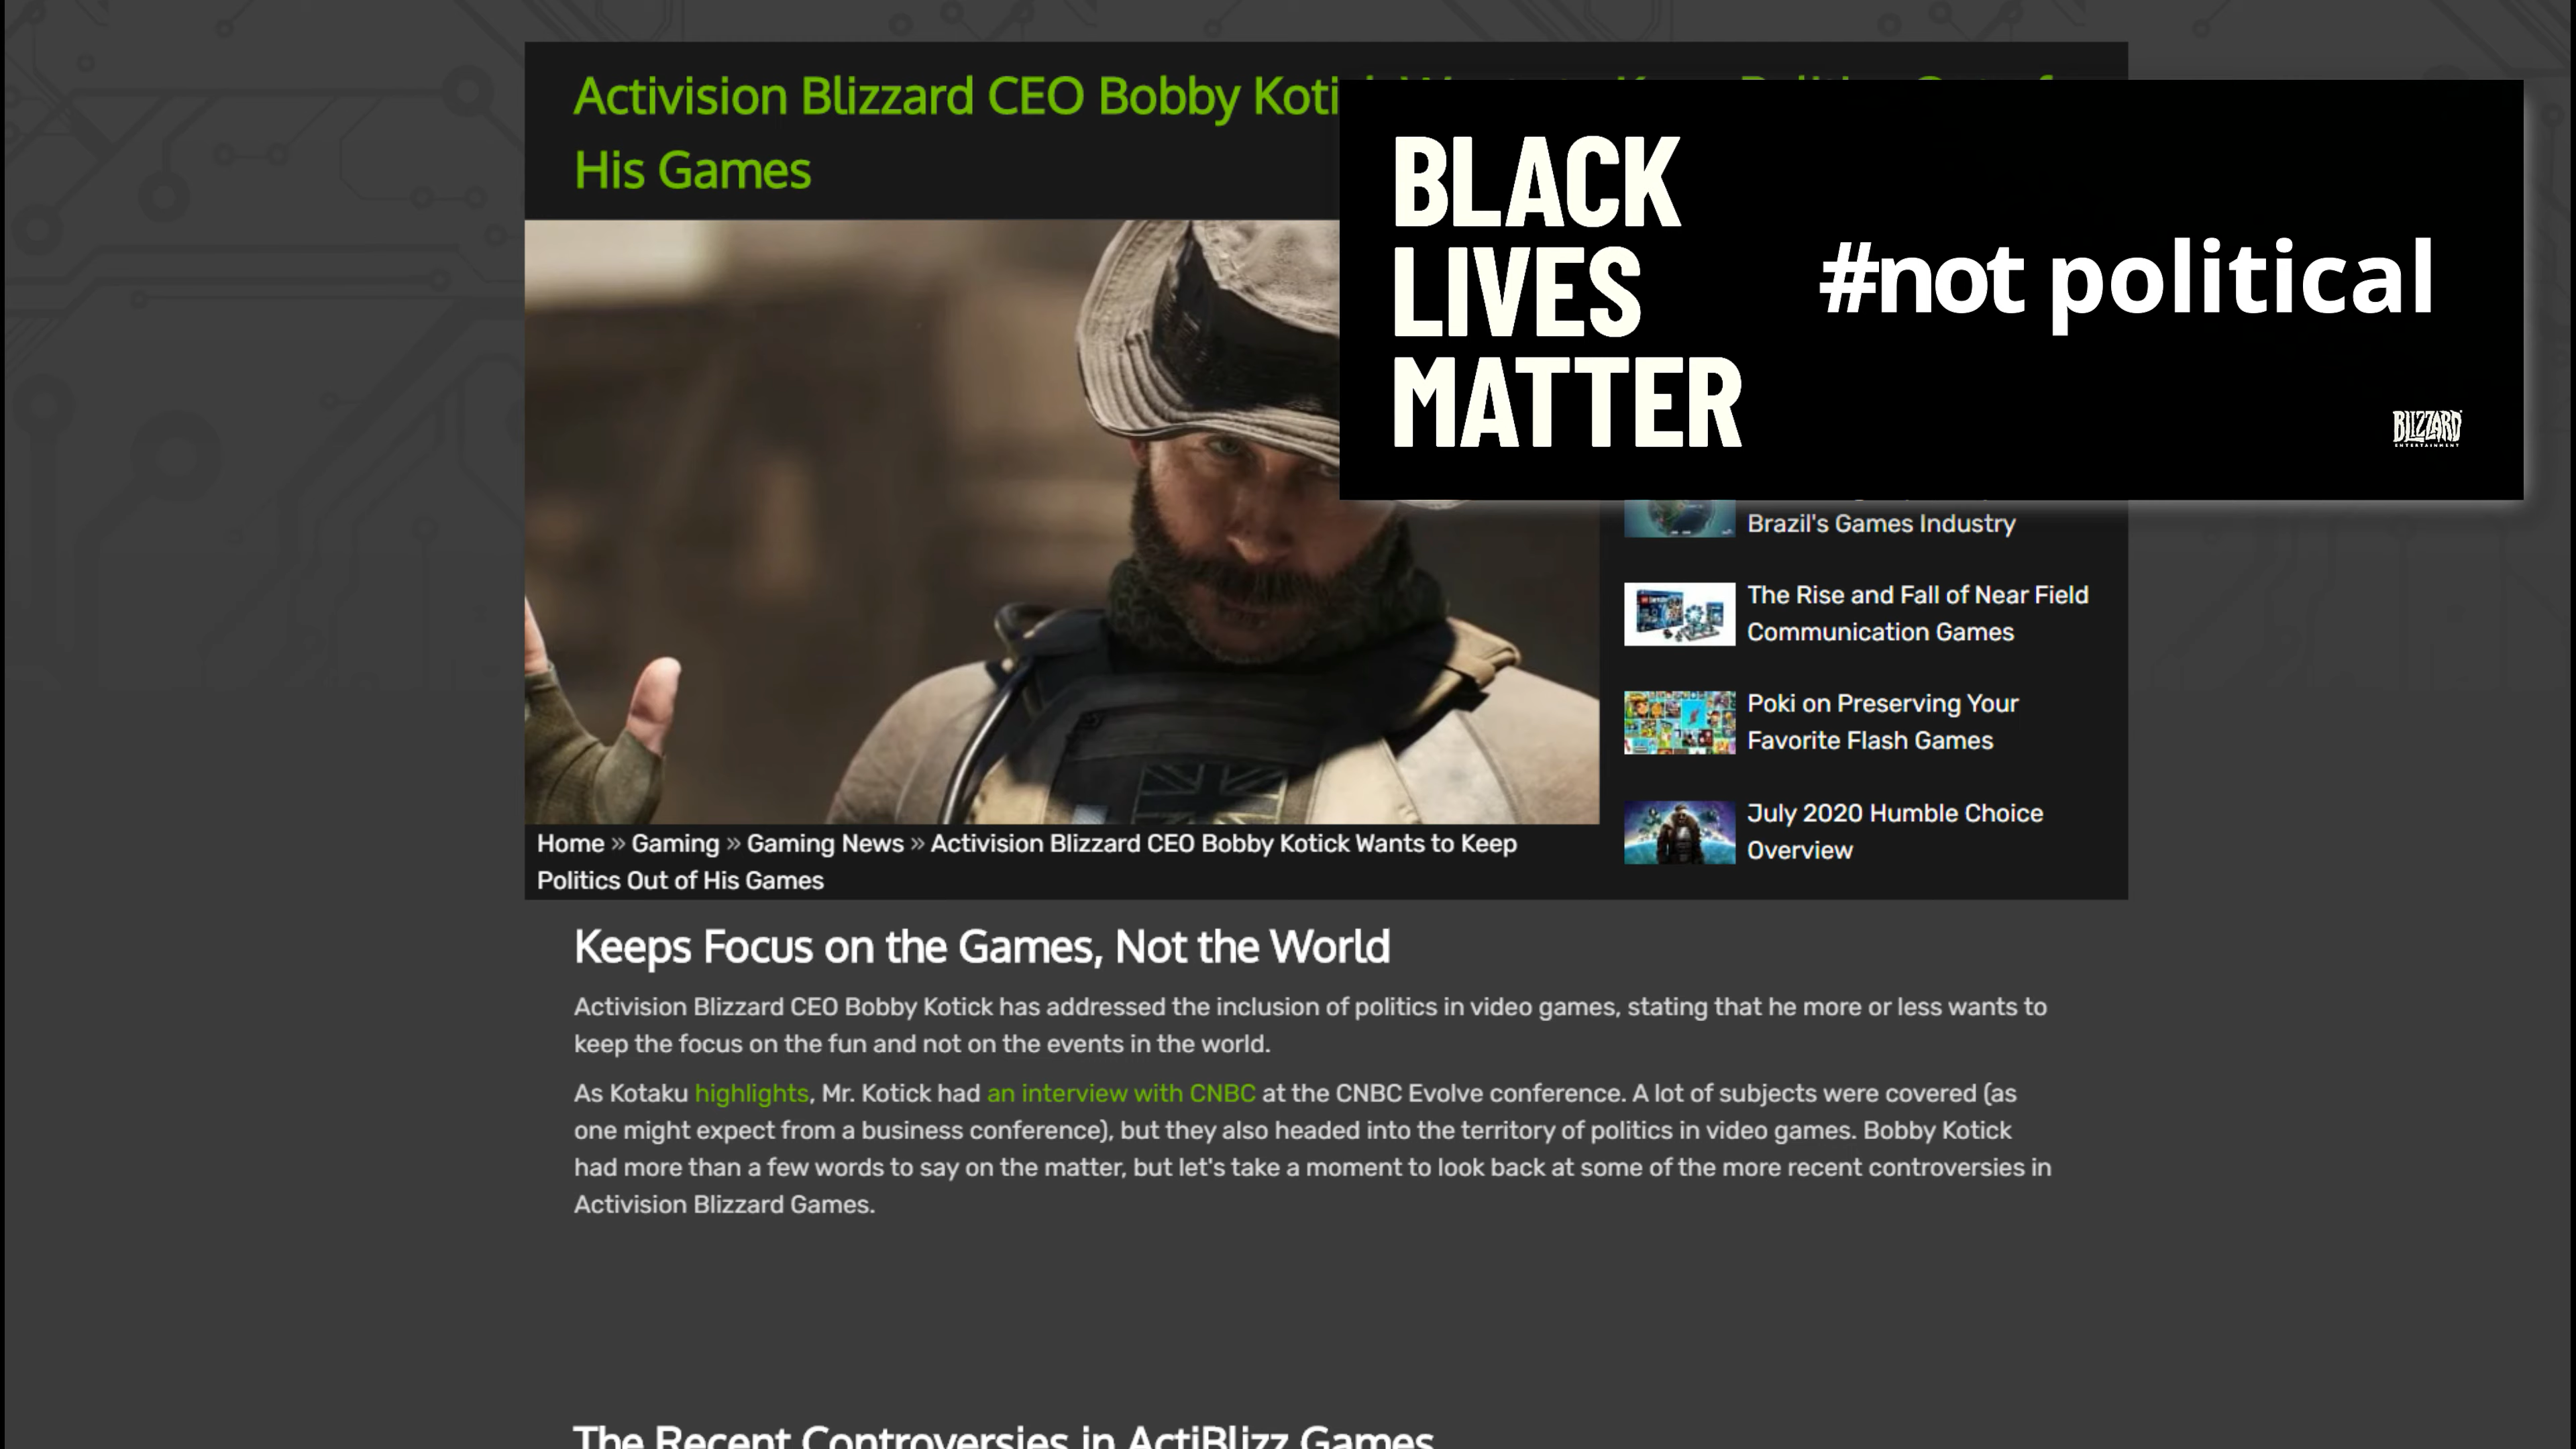 Activision Blizzard CEO Bobby
His Games
BLACK
LIVES
MATTER
#not political
BLIZZARD
ENTERTAINMENT
Brazil's Games Industry
The Rise and Fall of Near Field
Communication Games
Poki on Preserving Your
Favorite Flash Games
July 2020 Humble Choice
Overview
Home » Gaming » Gaming News » Activision Blizzard CEO Bobby Kotick Wants to Keep
Politics Out of His Games
Keeps Focus on the Games, Not the World
Activision Blizzard CEO Bobby Kotick has addressed the inclusion of politics in video games, stating that he more or less wants to
keep the focus on the fun and not on the events in the world.
As Kotaku highlights, Mr. Kotick had an interview with CNBC at the CNBC Evolve conference. A lot of subjects were covered (as
one might expect from a business conference), but they also headed into the territory of politics in video games. Bobby Kotick
had more than a few words to say on the matter, but let's take a moment to look back at some of the more recent controversies in
Activision Blizzard Games.
The Recent Controversies in ActiBlizz Games